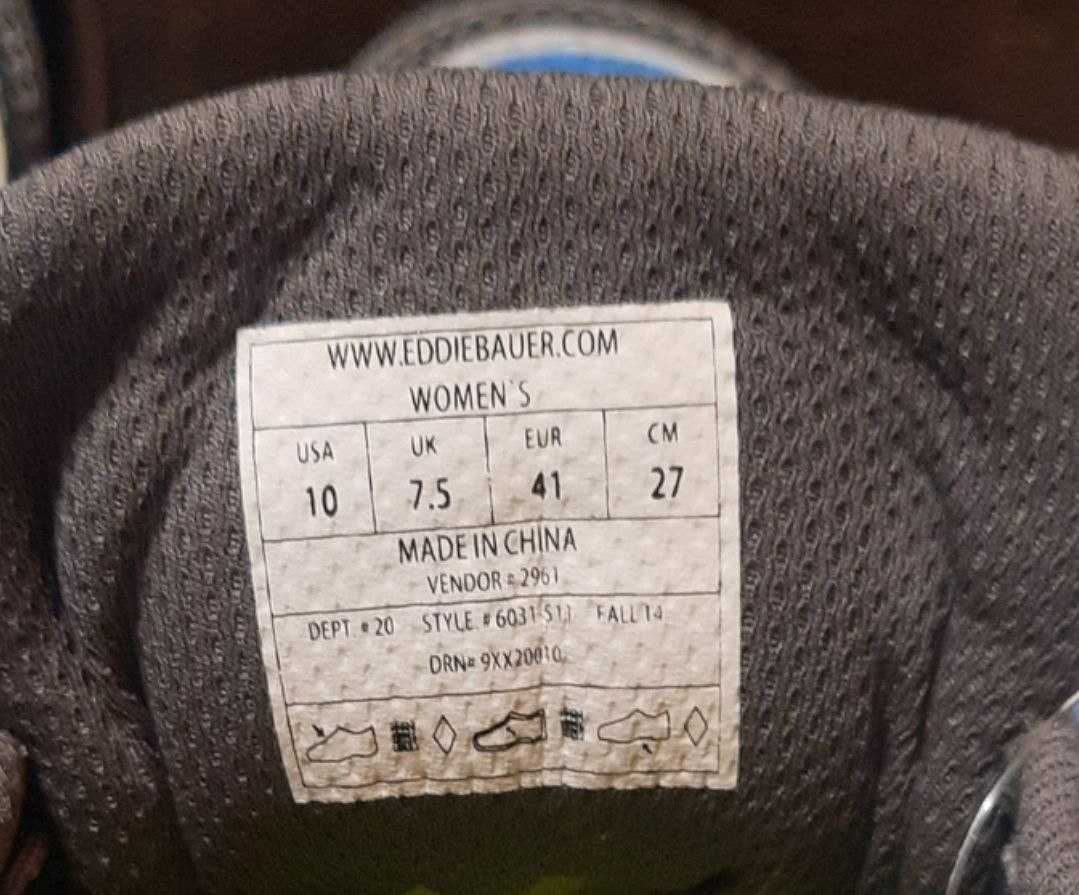 WWW.EDDIEBAUER.COM
WOMEN`S
USA UK EUR CM
10 7.5 41 27
MADE IN CHINA
VENDOR # 2961
DEPT # 20 STYLE # 6031-511 FALL 14
DRN# 9XX20010